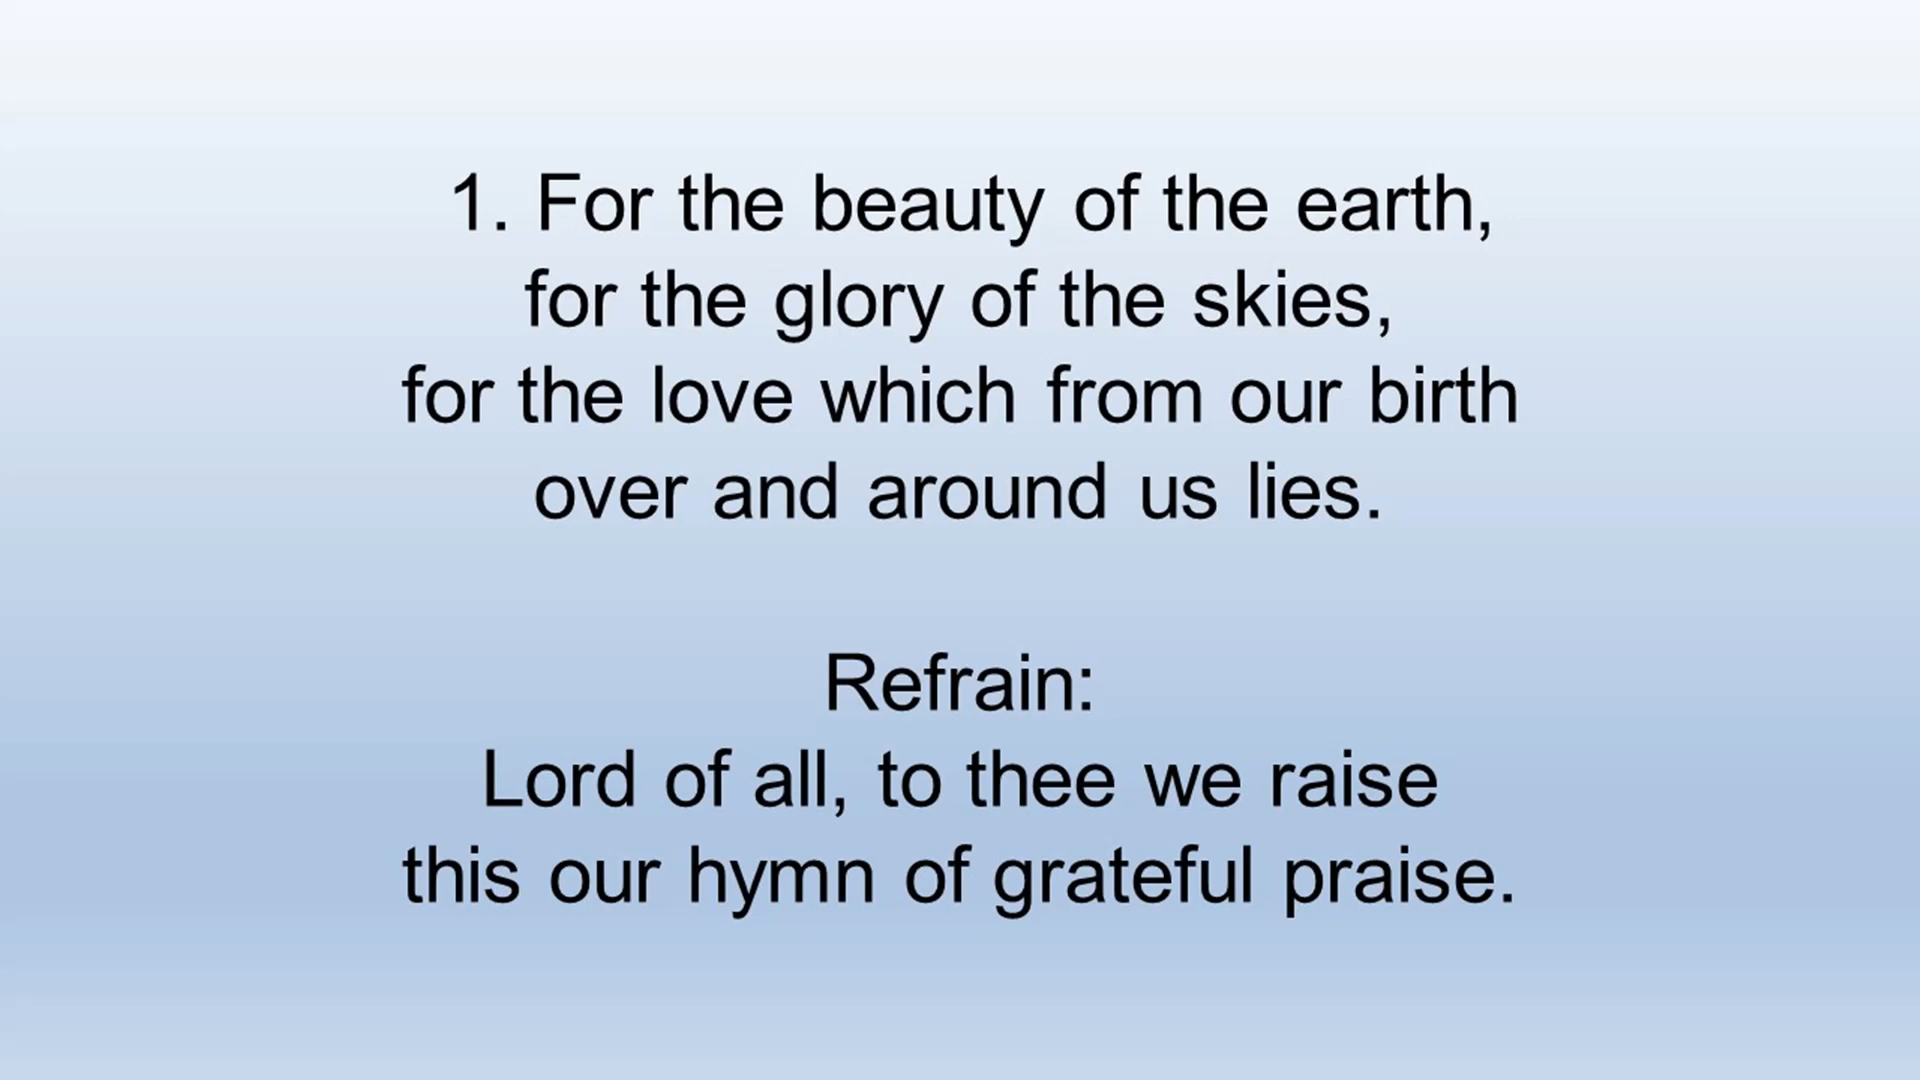 1. For the beauty of the earth,
for the glory of the skies,
for the love which from our birth
over and around us lies.
Refrain:
Lord of all, to thee we raise
this our hymn of grateful praise.